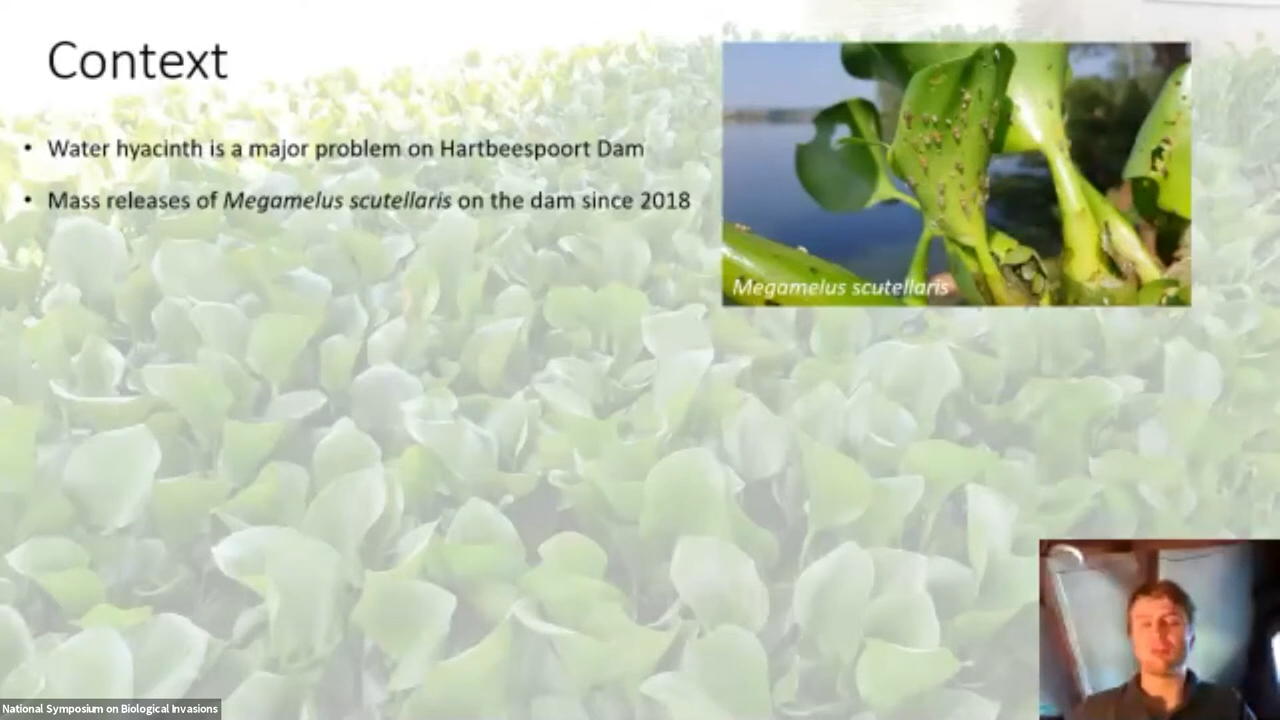 Context
• Water hyacinth is a major problem on Hartbeespoort Dam
• Mass releases of Megamelus scutellaris on the dam since 2018
Megamelus scutellaris
National Symposium on Biological Invasions